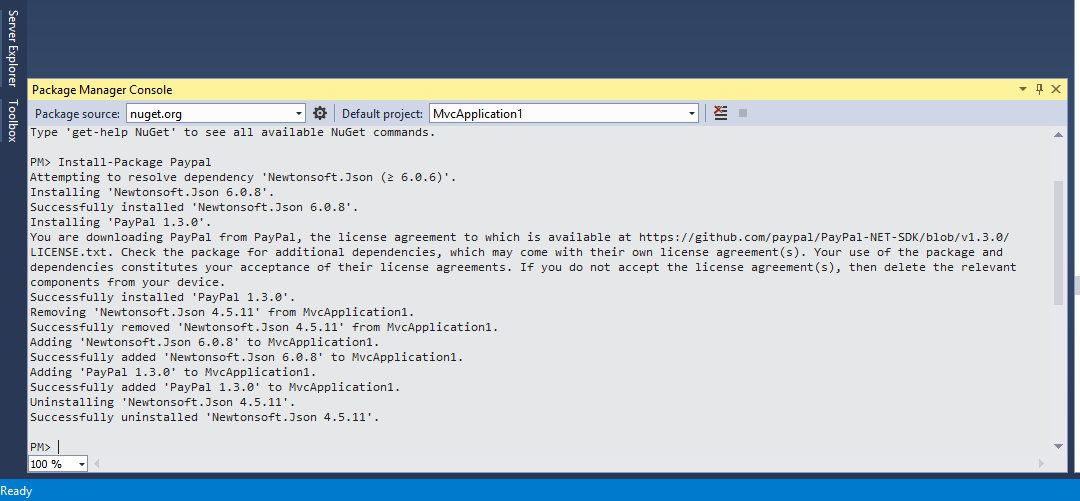 Server Explorer
Toolbox
Package Manager Console
Package source: nuget.org Default project: MvcApplication1
Type 'get-help NuGet' to see all available NuGet commands.
PM> Install-Package Paypal
Attempting to resolve dependency 'Newtonsoft.Json (≥ 6.0.6)'.
Installing 'Newtonsoft.Json 6.0.8'.
Successfully installed 'Newtonsoft.Json 6.0.8'.
Installing 'PayPal 1.3.0'.
You are downloading PayPal from PayPal, the license agreement to which is available at https://github.com/paypal/PayPal-NET-SDK/blob/v1.3.0/
LICENSE.txt. Check the package for additional dependencies, which may come with their own license agreement(s). Your use of the package and
dependencies constitutes your acceptance of their license agreements. If you do not accept the license agreement(s), then delete the relevant
components from your device.
Successfully installed 'PayPal 1.3.0'.
Removing 'Newtonsoft.Json 4.5.11' from MvcApplication1.
Successfully removed 'Newtonsoft.Json 4.5.11' from MvcApplication1.
Adding 'Newtonsoft.Json 6.0.8' to MvcApplication1.
Successfully added 'Newtonsoft.Json 6.0.8' to MvcApplication1.
Adding 'PayPal 1.3.0' to MvcApplication1.
Successfully added 'PayPal 1.3.0' to MvcApplication1.
Uninstalling 'Newtonsoft.Json 4.5.11'.
Successfully uninstalled 'Newtonsoft.Json 4.5.11'.
PM>
100 %
Ready